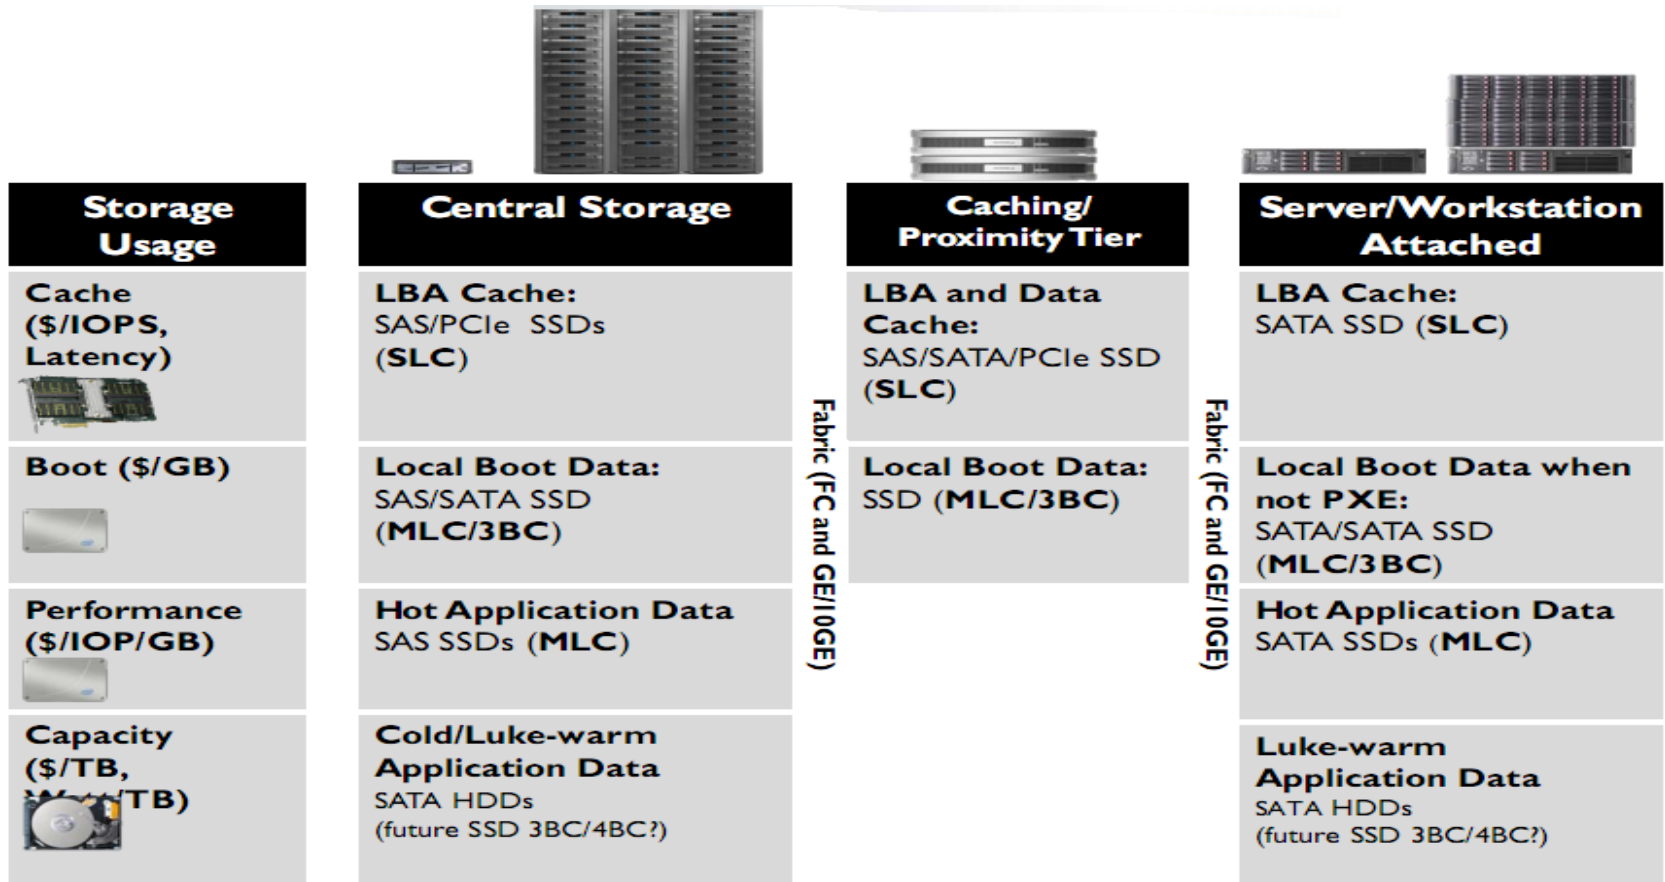 Storage
Usage
Central Storage
Caching/
Proximity Tier
Server/Workstation
Attached
Cache
($/IOPS,
Latency)
LBA Cache:
SAS/PCIe SSDs
(SLC)
LBA and Data
Cache:
SAS/SATA/PCIe SSD
(SLC)
LBA Cache:
SATA SSD (SLC)
Boot ($/GB)
Local Boot Data:
SAS/SATA SSD
(MLC/3BC)
Local Boot Data:
SSD (MLC/3BC)
Local Boot Data when
not PXE:
SATA/SATA SSD
(MLC/3BC)
Performance
($/IOP/GB)
Hot Application Data
SAS SSDs (MLC)
Hot Application Data
SATA SSDs (MLC)
Capacity
($/TB,
/TB)
Cold/Luke-warm
Application Data
SATA HDDs
(future SSD 3BC/4BC?)
Luke-warm
Application Data
SATA HDDs
(future SSD 3BC/4BC?)
Fabric (FC and GE/10GE)
Fabric (FC and GE/10GE)